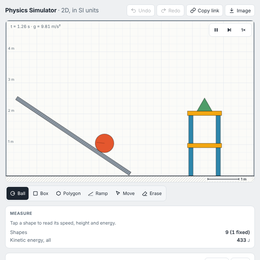 Physics Simulator · 2D, in SI units
Undo
Redo
Copy link
Image
t = 1.26 s · g = 9.81 m/s²
1×
4 m
3 m
2 m
1 m
1 m
Ball
Box
Polygon
Ramp
Move
Erase
MEASURE
Tap a shape to read its speed, height and energy.
Shapes
9 (1 fixed)
Kinetic energy, all
433 J